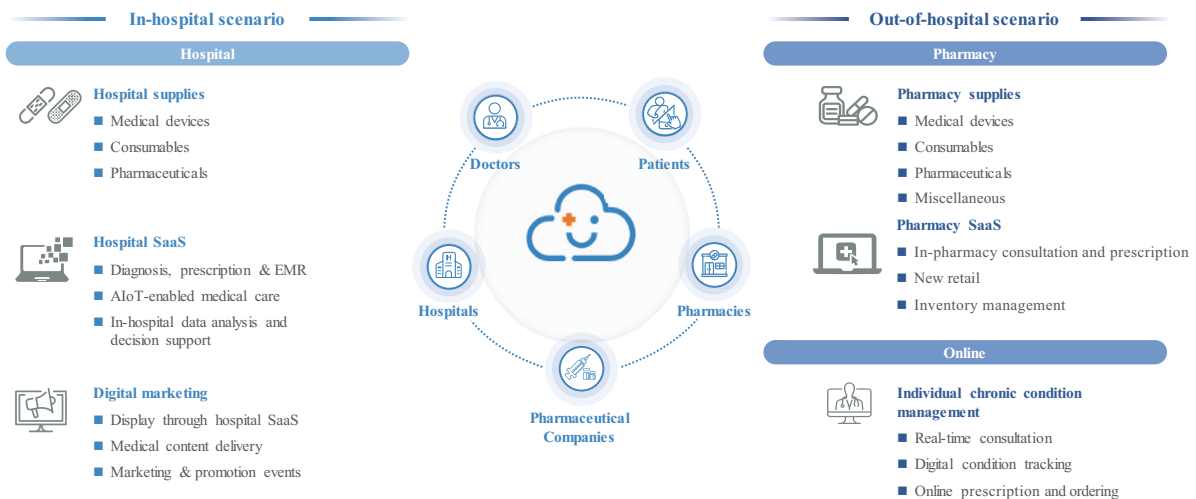 In-hospital scenario
Hospital
Hospital supplies
■ Medical devices
■ Consumables
■ Pharmaceuticals
Hospital SaaS
■ Diagnosis, prescription & EMR
■ AIoT-enabled medical care
■ In-hospital data analysis and
decision support
Digital marketing
■ Display through hospital SaaS
■ Medical content delivery
■ Marketing & promotion events
Doctors
Patients
Hospitals
Pharmacies
Pharmaceutical
Companies
Out-of-hospital scenario
Pharmacy
Pharmacy supplies
■ Medical devices
■ Consumables
■ Pharmaceuticals
■ Miscellaneous
Pharmacy SaaS
■ In-pharmacy consultation and prescription
■ New retail
■ Inventory management
Online
Individual chronic condition
management
■ Real-time consultation
■ Digital condition tracking
■ Online prescription and ordering